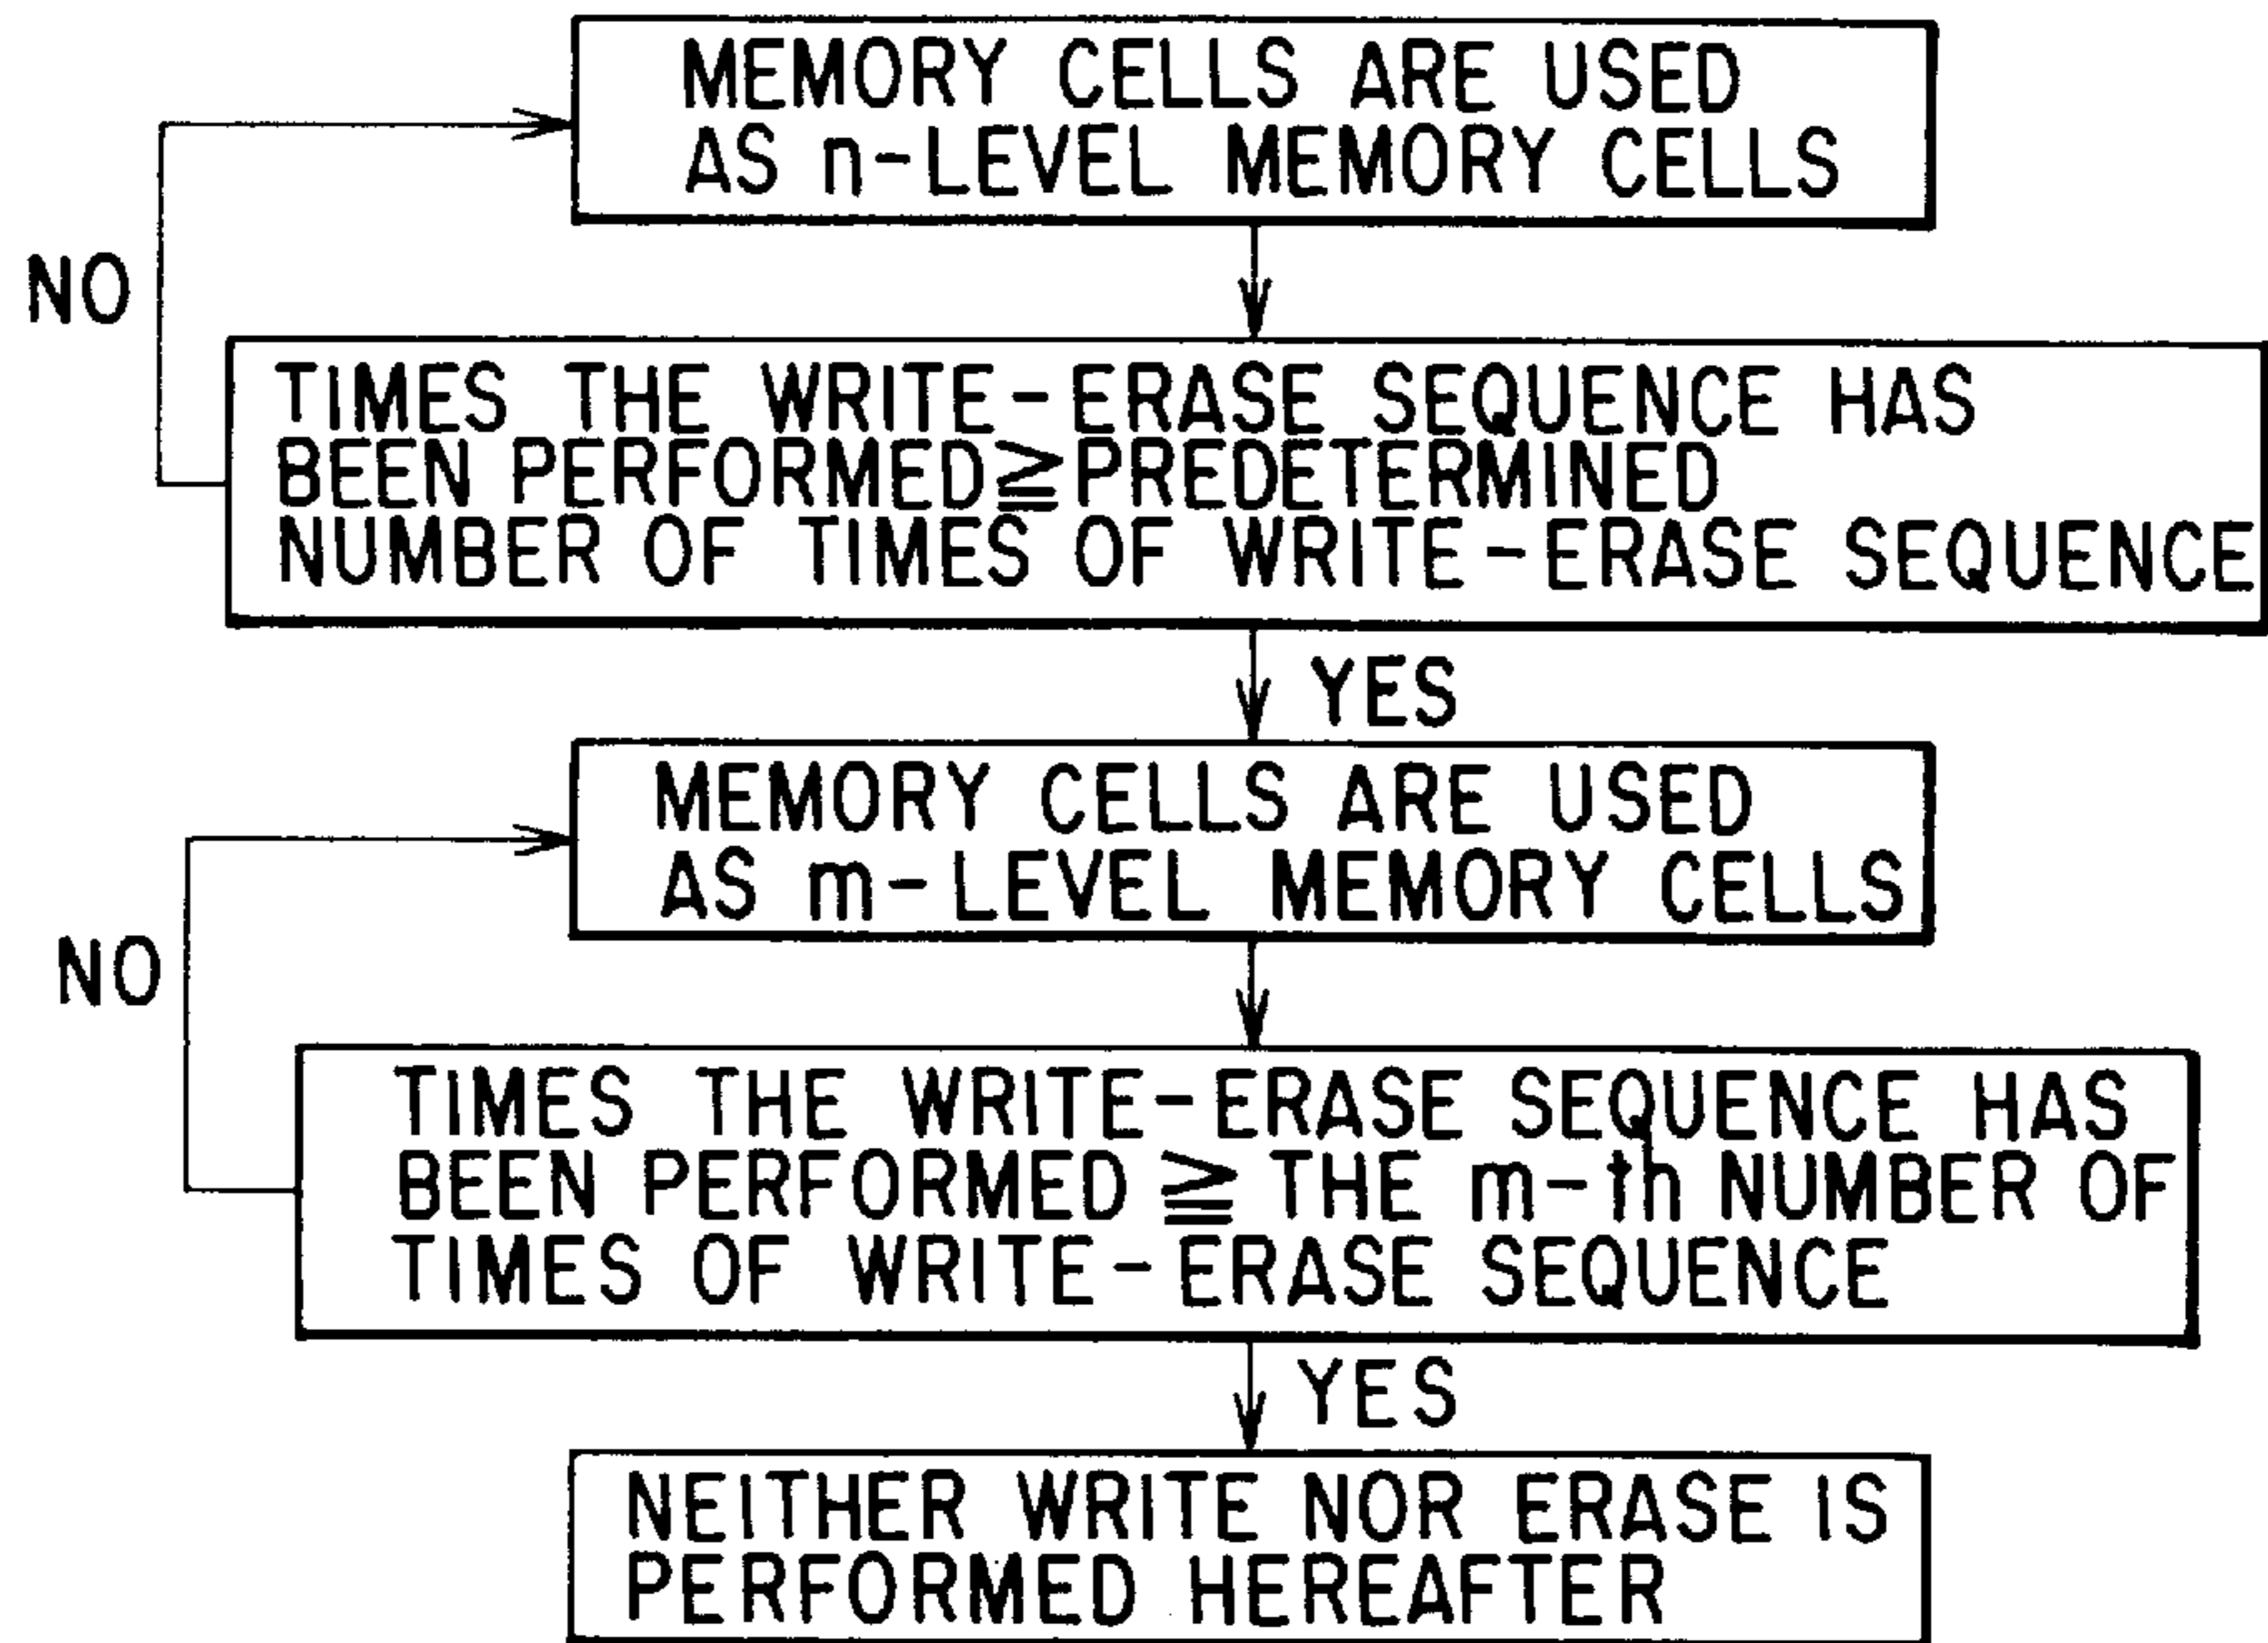 MEMORY CELLS ARE USED
AS n-LEVEL MEMORY CELLS
NO
TIMES THE WRITE-ERASE SEQUENCE HAS
BEEN PERFORMED≧PREDETERMINED
NUMBER OF TIMES OF WRITE-ERASE SEQUENCE
YES
MEMORY CELLS ARE USED
AS m-LEVEL MEMORY CELLS
NO
TIMES THE WRITE-ERASE SEQUENCE HAS
BEEN PERFORMED ≧ THE m-th NUMBER OF
TIMES OF WRITE-ERASE SEQUENCE
YES
NEITHER WRITE NOR ERASE IS
PERFORMED HEREAFTER